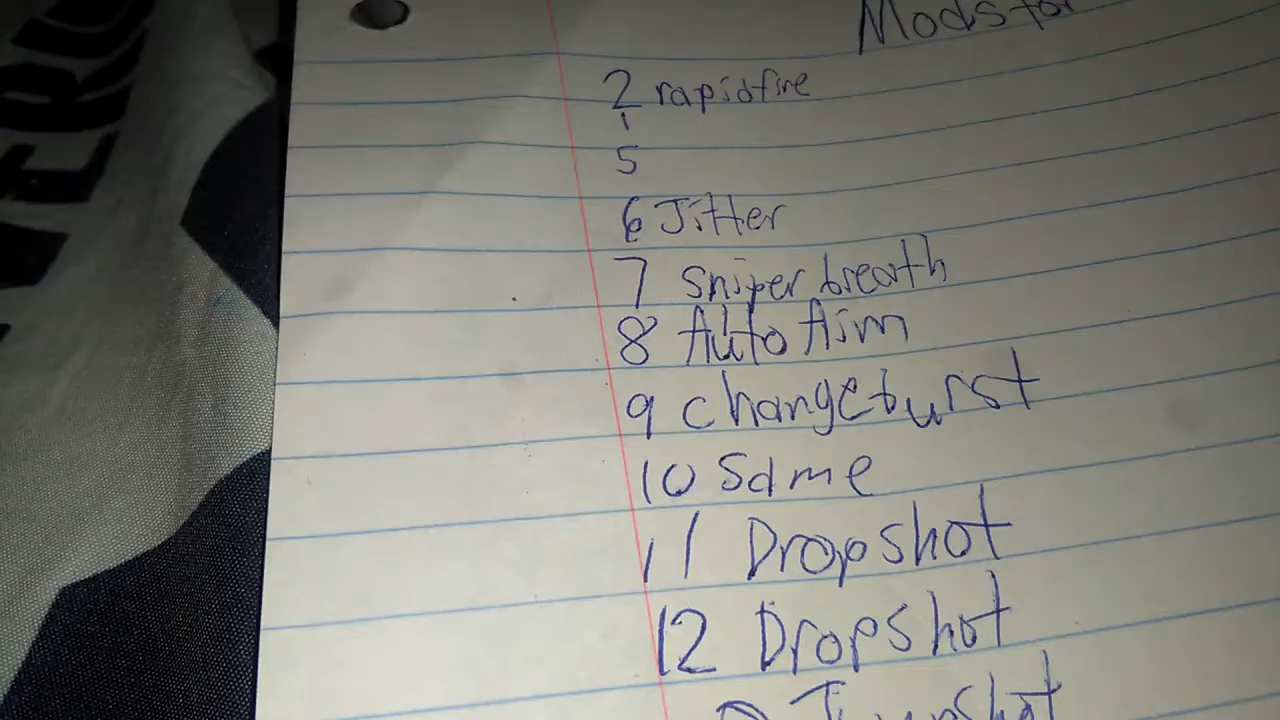 Mods for
2 rapidfire
1
5
6 Jitter
7 Sniper breath
8 Auto Aim
9 changeburst
10 Same
11 Dropshot
12 Dropshot